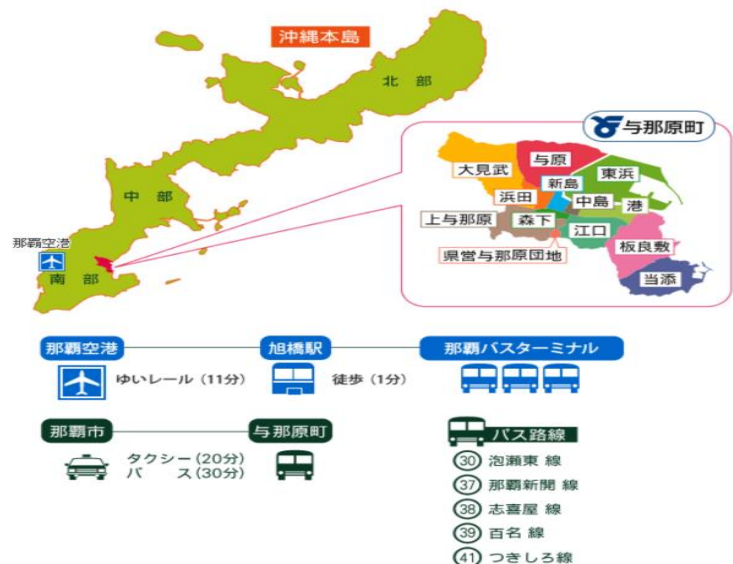 沖縄本島
北部
中部
南部
那覇空港
与那原町
大見武
与原
東浜
新島
浜田
中島
港
上与那原
森下
江口
板良敷
県営与那原団地
当添
那覇空港
旭橋駅
那覇バスターミナル
ゆいレール(11分)
徒歩(1分)
那覇市
与那原町
タクシー(20分)
バス(30分)
バス路線
30 泡瀬東線
37 那覇新開線
38 志喜屋線
39 百名線
41 つきしろ線